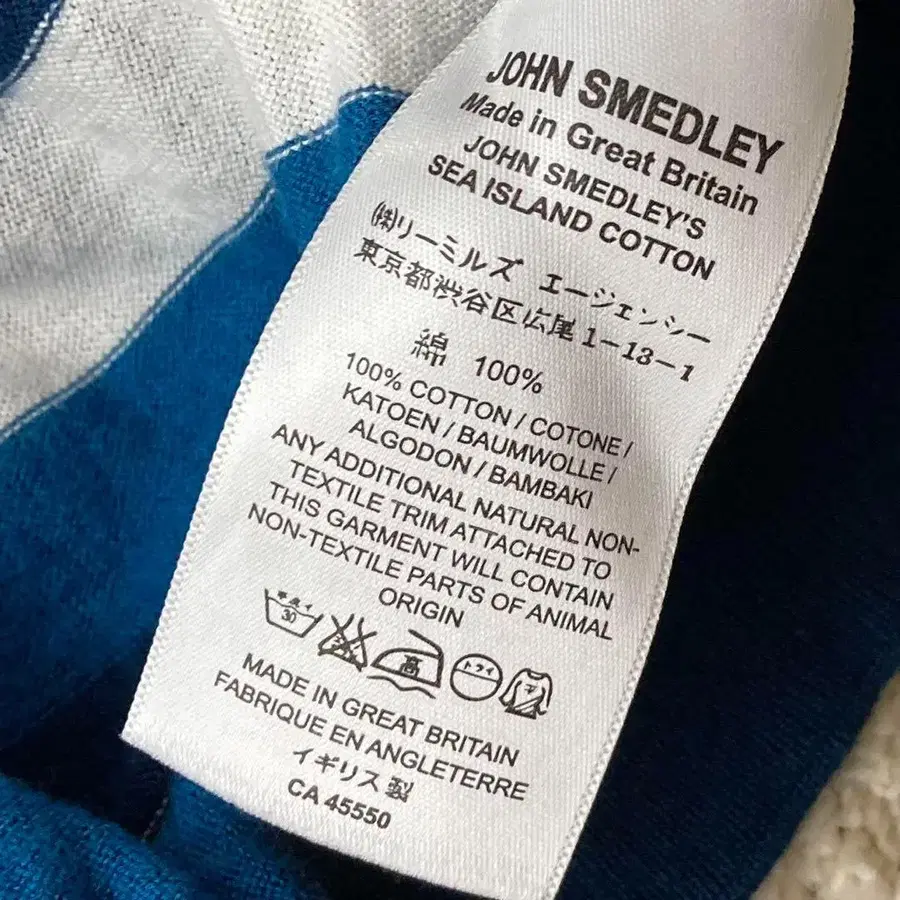 JOHN SMEDLEY
Made in Great Britain
JOHN SMEDLEY'S
SEA ISLAND COTTON
㈱リーミルズ エージェンシー
東京都渋谷区広尾1-13-1
綿 100%
100% COTTON / COTONE /
KATOEN / BAUMWOLLE /
ALGODON / BAMBAKI
ANY ADDITIONAL NATURAL NON-
TEXTILE TRIM ATTACHED TO
THIS GARMENT WILL CONTAIN
NON-TEXTILE PARTS OF ANIMAL
ORIGIN
手洗イ 30 高 ドライ 平
MADE IN GREAT BRITAIN
FABRIQUE EN ANGLETERRE
イギリス製
CA 45550